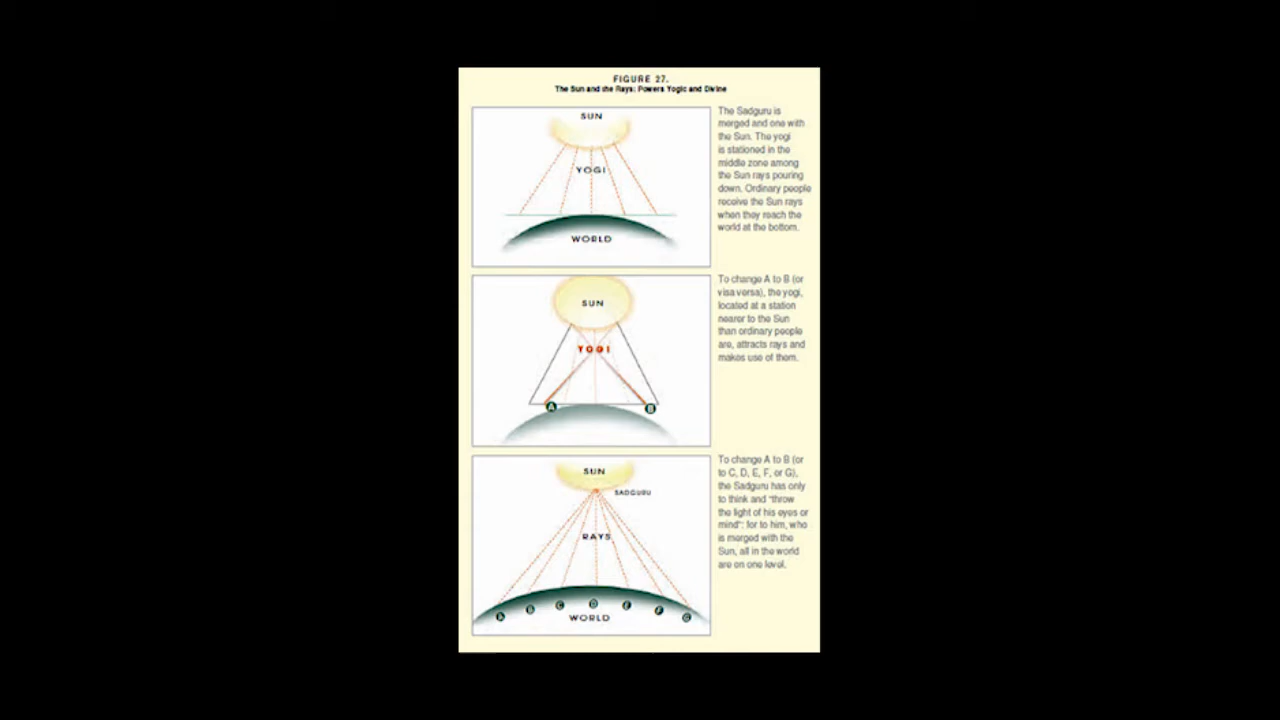 FIGURE 27.
The Sun and the Rays: Powers Yogic and Divine
SUN
YOGI
WORLD
The Sadguru is
merged and one with
the Sun. The yogi
is stationed in the
middle zone among
the Sun rays pouring
down. Ordinary people
receive the Sun rays
when they reach the
world at the bottom.
SUN
YOGI
A
B
To change A to B (or
visa versa), the yogi,
located at a station
nearer to the Sun
than ordinary people
are, attracts rays and
makes use of them.
SUN
SADGURU
RAYS
A B C D E F G
WORLD
To change A to B (or
to C, D, E, F, or G),
the Sadguru has only
to think and "throw
the light of his eyes or
mind": for to him, who
is merged with the
Sun, all in the world
are on one level.